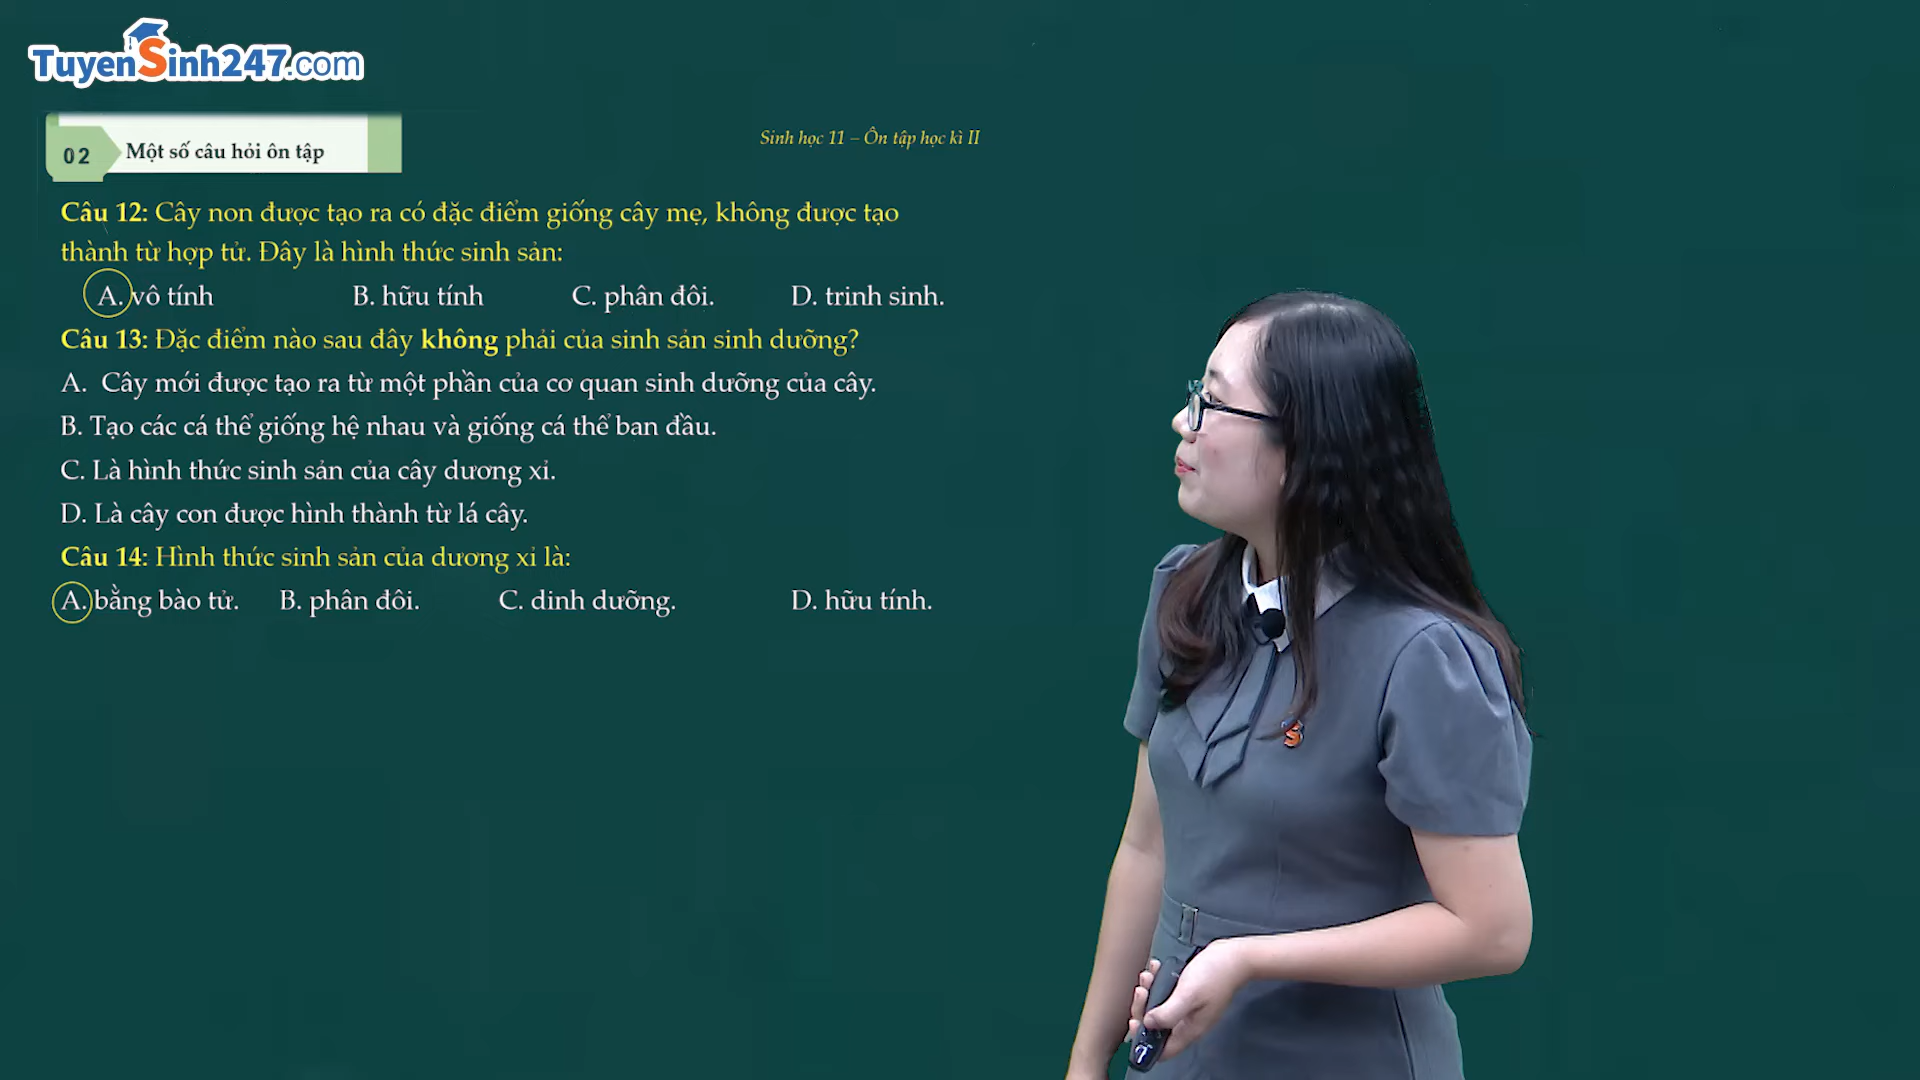 TuyenSinh247.com
02 Một số câu hỏi ôn tập
Sinh học 11 – Ôn tập học kì II
Câu 12: Cây non được tạo ra có đặc điểm giống cây mẹ, không được tạo
thành từ hợp tử. Đây là hình thức sinh sản:
A. vô tính B. hữu tính C. phân đôi. D. trinh sinh.
Câu 13: Đặc điểm nào sau đây không phải của sinh sản sinh dưỡng?
A. Cây mới được tạo ra từ một phần của cơ quan sinh dưỡng của cây.
B. Tạo các cá thể giống hệ nhau và giống cá thể ban đầu.
C. Là hình thức sinh sản của cây dương xỉ.
D. Là cây con được hình thành từ lá cây.
Câu 14: Hình thức sinh sản của dương xỉ là:
A. bằng bào tử. B. phân đôi. C. dinh dưỡng. D. hữu tính.